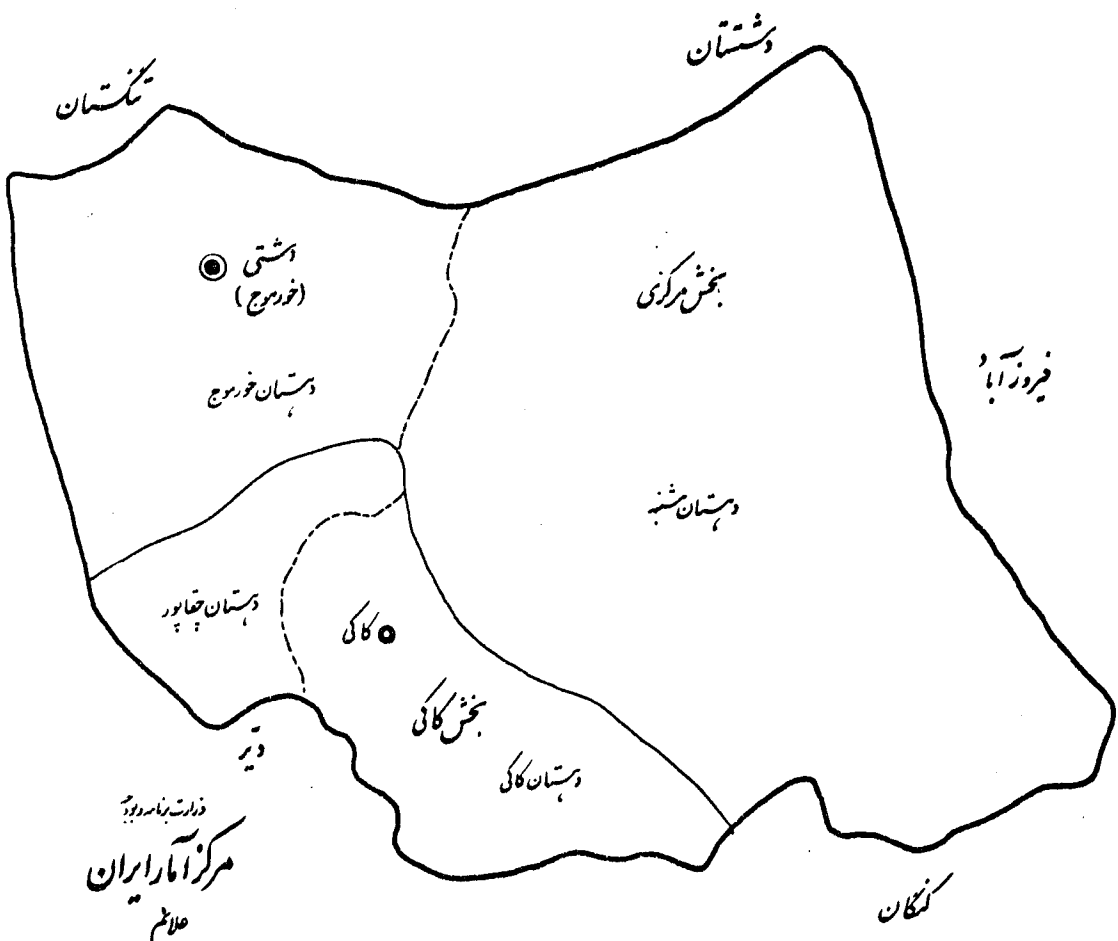 دشتستان
تنگستان
دشتی
(خورموج)
بخش مرکزی
فیروزآباد
دهستان خورموج
دهستان شنبه
دهستان چغاپور
کاکی
بخش کاکی
دیر
دهستان کاکی
وزارت برنامه و بودجه
مرکز آمار ایران
کنگان
علائم